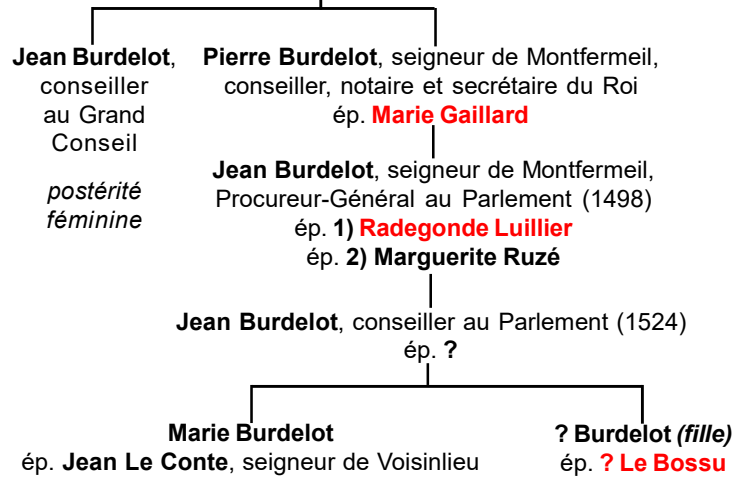 Jean Burdelot,
conseiller
au Grand
Conseil
postérité
féminine
Pierre Burdelot, seigneur de Montfermeil,
conseiller, notaire et secrétaire du Roi
ép. Marie Gaillard
Jean Burdelot, seigneur de Montfermeil,
Procureur-Général au Parlement (1498)
ép. 1) Radegonde Luillier
ép. 2) Marguerite Ruzé
Jean Burdelot, conseiller au Parlement (1524)
ép. ?
Marie Burdelot
ép. Jean Le Conte, seigneur de Voisinlieu
? Burdelot (fille)
ép. ? Le Bossu